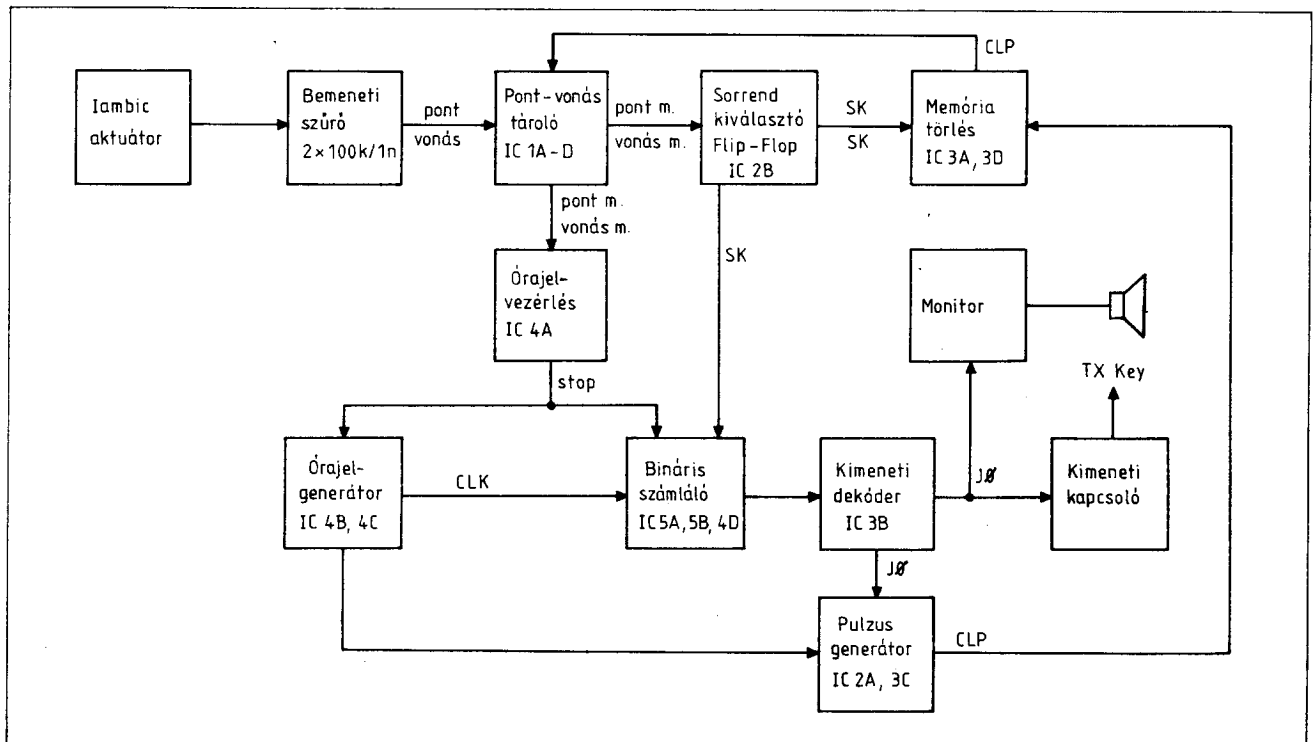 CLP
Iambic
aktuátor
Bemeneti
szűrő
2×100k/1n
pont
vonás
Pont-vonás
tároló
IC 1A-D
pont m.
vonás m.
Sorrend
kiválasztó
Flip-Flop
IC 2B
SK
SK
Memória
törlés
IC 3A, 3D
pont m.
vonás m.
SK
Órajel-
vezérlés
IC 4A
Monitor
stop
TX Key
Órajel-
generátor
IC 4B, 4C
CLK
Bináris
számláló
IC5A, 5B, 4D
Kimeneti
dekóder
IC 3B
JØ
Kimeneti
kapcsoló
JØ
Pulzus
generátor
IC 2A, 3C
CLP